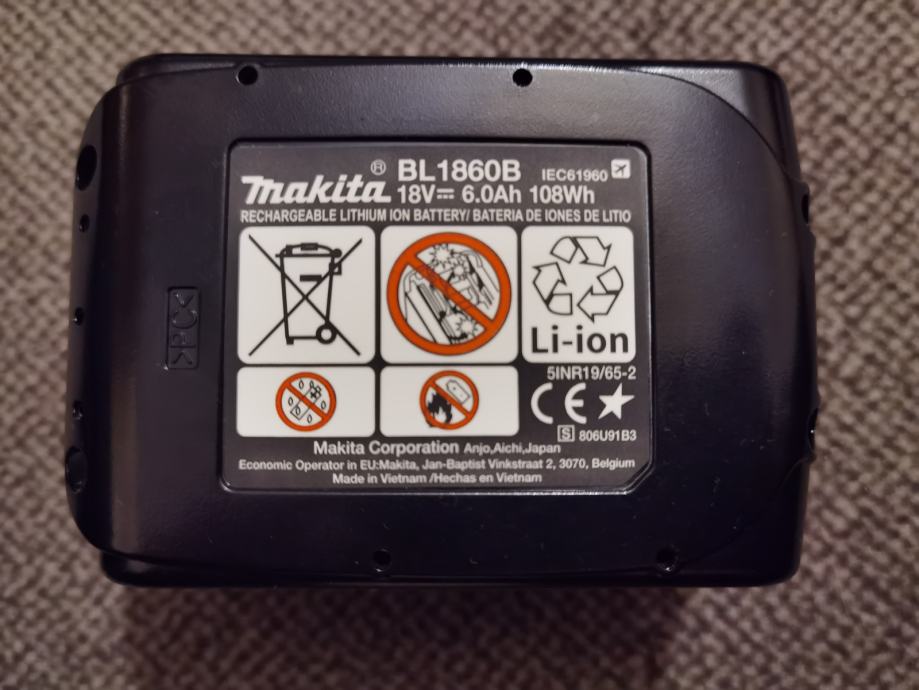 makita® BL1860B IEC61960
18V 6.0Ah 108Wh
RECHARGEABLE LITHIUM ION BATTERY/ BATERIA DE IONES DE LITIO
>PC<
Li-ion
5INR19/65-2
CE
S 806U91B3
Makita Corporation Anjo,Aichi,Japan
Economic Operator in EU:Makita, Jan-Baptist Vinkstraat 2, 3070, Belgium
Made in Vietnam /Hechas en Vietnam